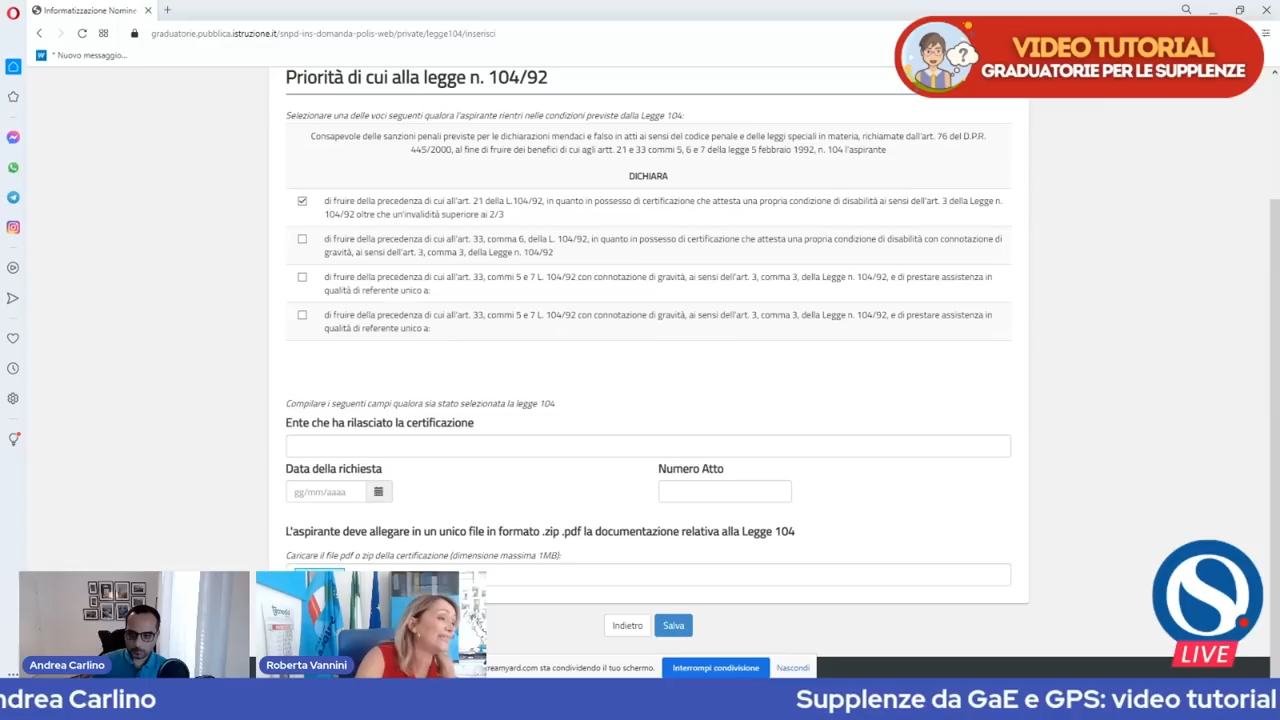 Informatizzazione Nomine
graduatorie.pubblica.istruzione.it/snpd-ins-domanda-polis-web/private/legge104/inserisci
* Nuovo messaggio...
VIDEO TUTORIAL
GRADUATORIE PER LE SUPPLENZE
Priorità di cui alla legge n. 104/92
Selezionare una delle voci seguenti qualora l'aspirante rientri nelle condizioni previste dalla Legge 104:
Consapevole delle sanzioni penali previste per le dichiarazioni mendaci e falso in atti ai sensi del codice penale e delle leggi speciali in materia, richiamate dall'art. 76 del D.P.R.
445/2000, al fine di fruire dei benefici di cui agli artt. 21 e 33 commi 5, 6 e 7 della legge 5 febbraio 1992, n. 104 l'aspirante
DICHIARA
di fruire della precedenza di cui all'art. 21 della L.104/92, in quanto in possesso di certificazione che attesta una propria condizione di disabilità ai sensi dell'art. 3 della Legge n.
104/92 oltre che un'invalidità superiore ai 2/3
di fruire della precedenza di cui all'art. 33, comma 6, della L. 104/92, in quanto in possesso di certificazione che attesta una propria condizione di disabilità con connotazione di
gravità, ai sensi dell'art. 3, comma 3, della Legge n. 104/92
di fruire della precedenza di cui all'art. 33, commi 5 e 7 L. 104/92 con connotazione di gravità, ai sensi dell'art. 3, comma 3, della Legge n. 104/92, e di prestare assistenza in
qualità di referente unico a:
di fruire della precedenza di cui all'art. 33, commi 5 e 7 L. 104/92 con connotazione di gravità, ai sensi dell'art. 3, comma 3, della Legge n. 104/92, e di prestare assistenza in
qualità di referente unico a:
Compilare i seguenti campi qualora sia stato selezionata la legge 104
Ente che ha rilasciato la certificazione
Data della richiesta
Numero Atto
gg/mm/aaaa
L'aspirante deve allegare in un unico file in formato .zip .pdf la documentazione relativa alla Legge 104
Caricare il file pdf o zip della certificazione (dimensione massima 1MB):
Indietro
Salva
Andrea Carlino
Roberta Vannini
reamyard.com sta condividendo il tuo schermo.
Interrompi condivisione
Nascondi
S
LIVE
ndrea Carlino
Supplenze da GaE e GPS: video tutorial